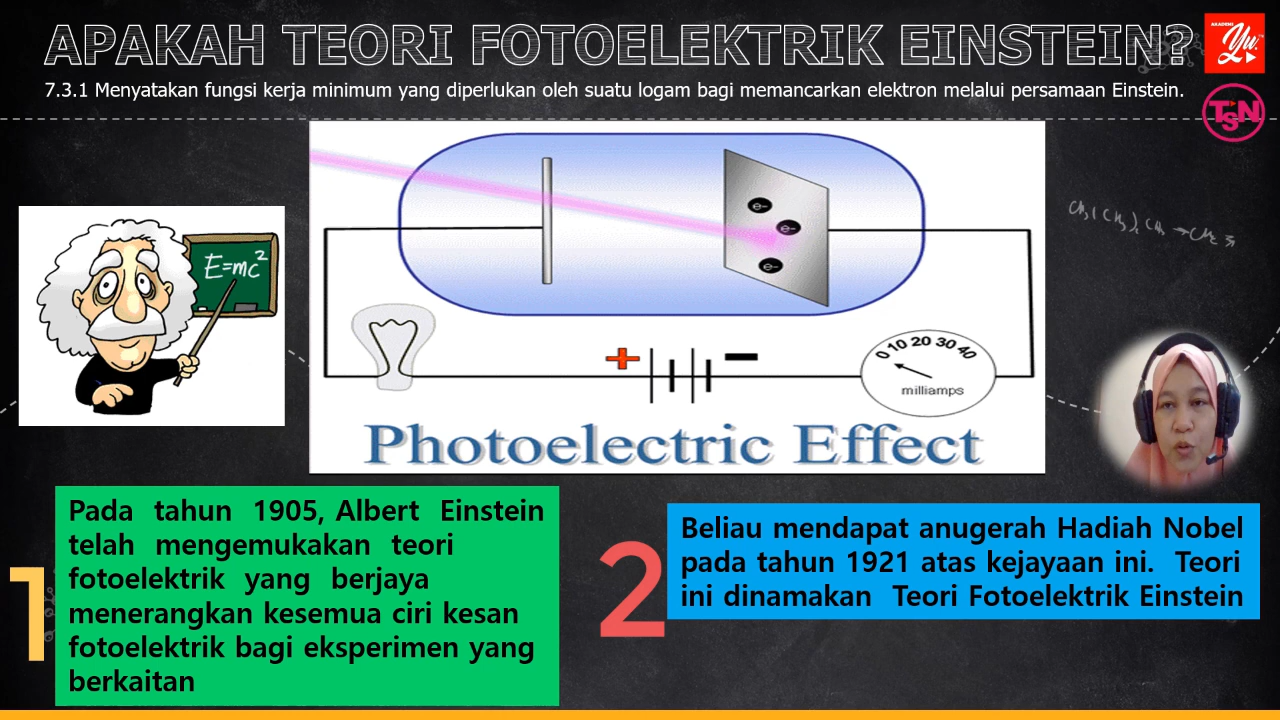 APAKAH TEORI FOTOELEKTRIK EINSTEIN?
7.3.1 Menyatakan fungsi kerja minimum yang diperlukan oleh suatu logam bagi memancarkan elektron melalui persamaan Einstein.
AKADEMI
Yu
TSN
E=mc²
e-
e-
e-
+
−
0 10 20 30 40
milliamps
Photoelectric Effect
1
Pada tahun 1905, Albert Einstein
telah mengemukakan teori
fotoelektrik yang berjaya
menerangkan kesemua ciri kesan
fotoelektrik bagi eksperimen yang
berkaitan
2
Beliau mendapat anugerah Hadiah Nobel
pada tahun 1921 atas kejayaan ini. Teori
ini dinamakan Teori Fotoelektrik Einstein